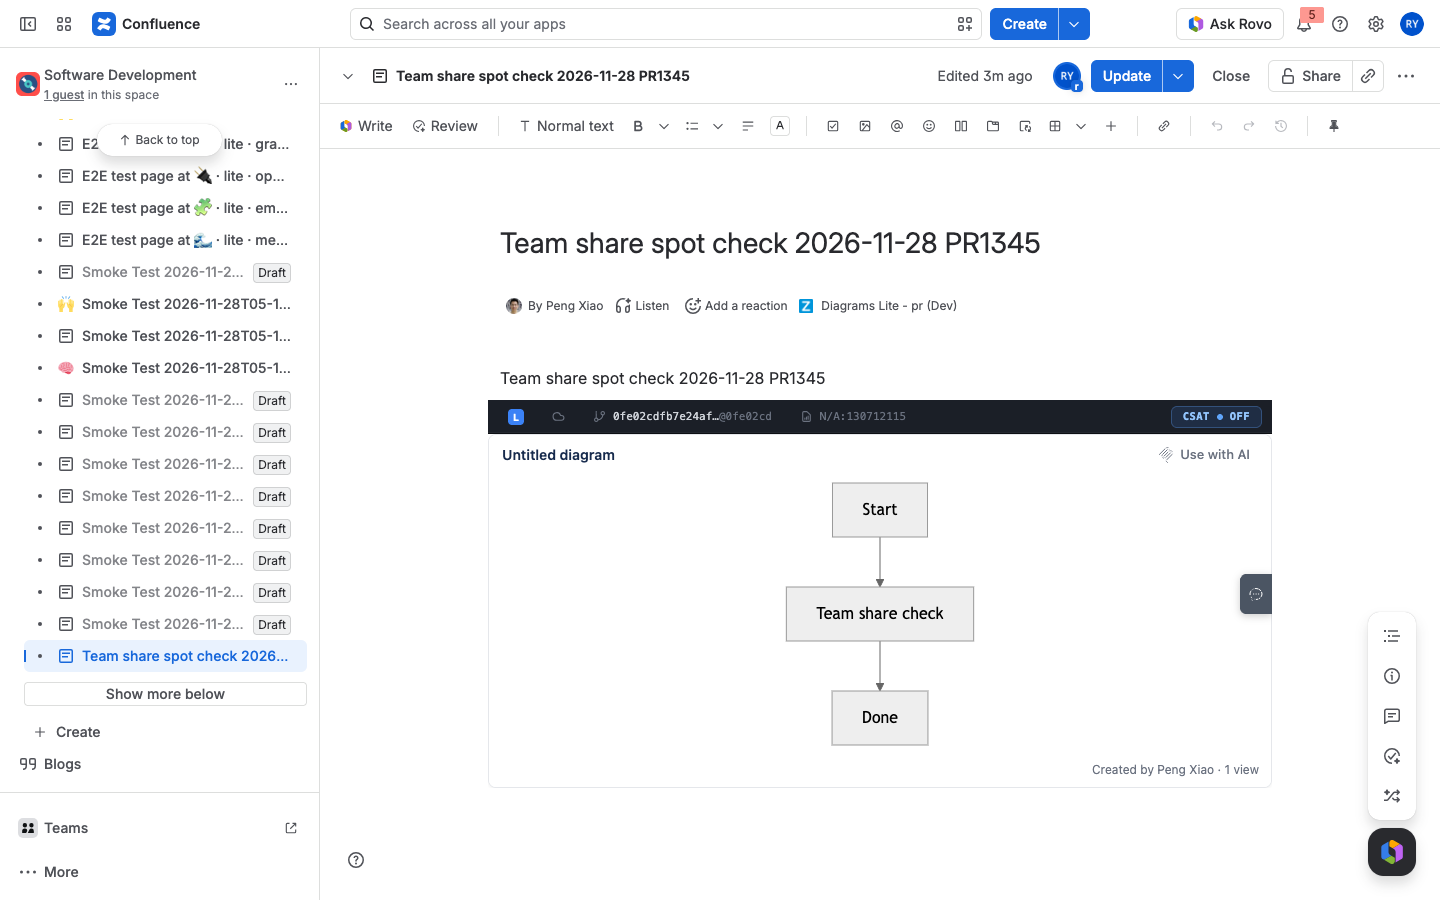 Confluence
Search across all your apps
Create
Ask Rovo
5
RY
Software Development
1 guest in this space
Back to top
E2 lite · gra...
E2E test page at 🔌 · lite · op...
E2E test page at 🧩 · lite · em...
E2E test page at 🌊 · lite · me...
Smoke Test 2026-11-2... Draft
🙌 Smoke Test 2026-11-28T05-1...
Smoke Test 2026-11-28T05-1...
🧠 Smoke Test 2026-11-28T05-1...
Smoke Test 2026-11-2... Draft
Smoke Test 2026-11-2... Draft
Smoke Test 2026-11-2... Draft
Smoke Test 2026-11-2... Draft
Smoke Test 2026-11-2... Draft
Smoke Test 2026-11-2... Draft
Smoke Test 2026-11-2... Draft
Smoke Test 2026-11-2... Draft
Team share spot check 2026...
Show more below
Create
Blogs
Teams
More
Team share spot check 2026-11-28 PR1345
Edited 3m ago
RY
r
Update
Close
Share
Write
Review
Normal text
B
A
Team share spot check 2026-11-28 PR1345
By Peng Xiao
Listen
Add a reaction
Z
Diagrams Lite - pr (Dev)
Team share spot check 2026-11-28 PR1345
L
0fe02cdfb7e24af…@0fe02cd
N/A:130712115
CSAT ● OFF
Untitled diagram
Use with AI
Start
Team share check
Done
Created by Peng Xiao · 1 view